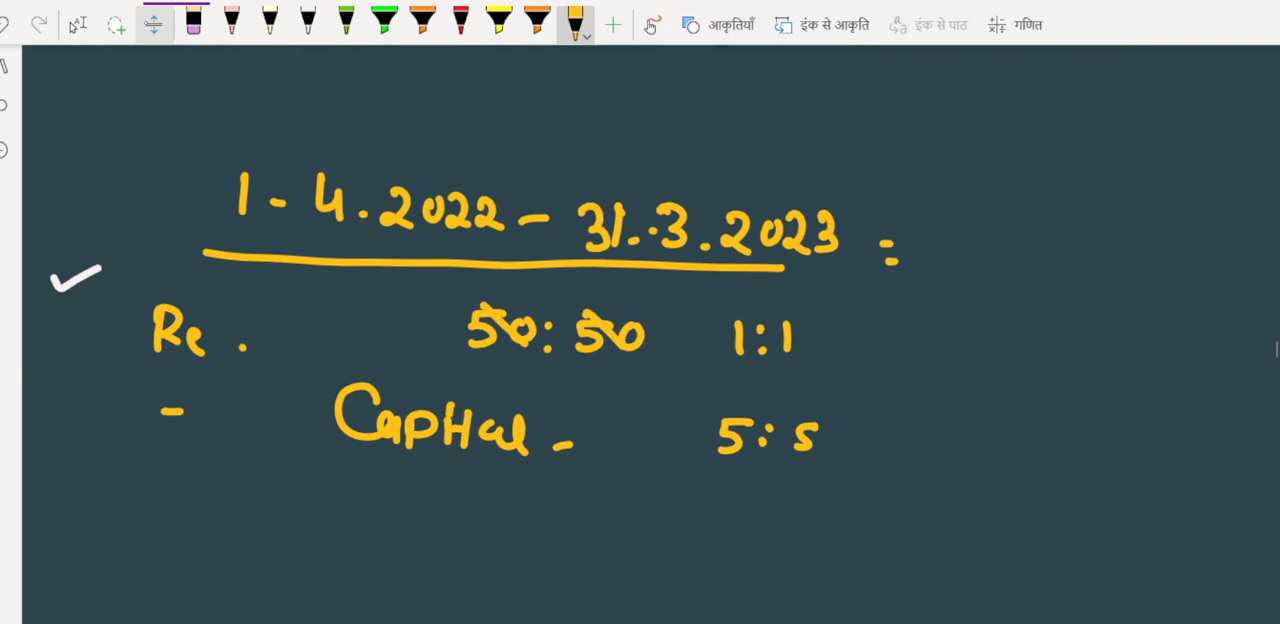 आकृतियाँ इंक से आकृति इंक से पाठ गणित
1 - 4.2022 - 31.3.2023 =
Re. 50:50 1:1
- Capital - 5:5